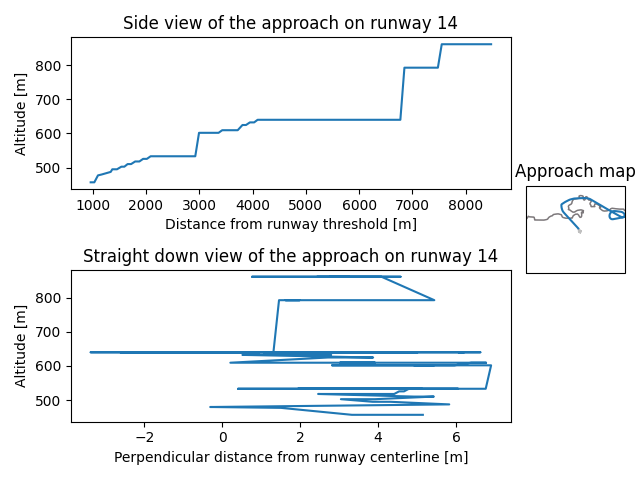 Side view of the approach on runway 14
800
700
600
500
Altitude [m]
1000 2000 3000 4000 5000 6000 7000 8000
Distance from runway threshold [m]
Approach map
Straight down view of the approach on runway 14
800
700
600
500
Altitude [m]
−2 0 2 4 6
Perpendicular distance from runway centerline [m]